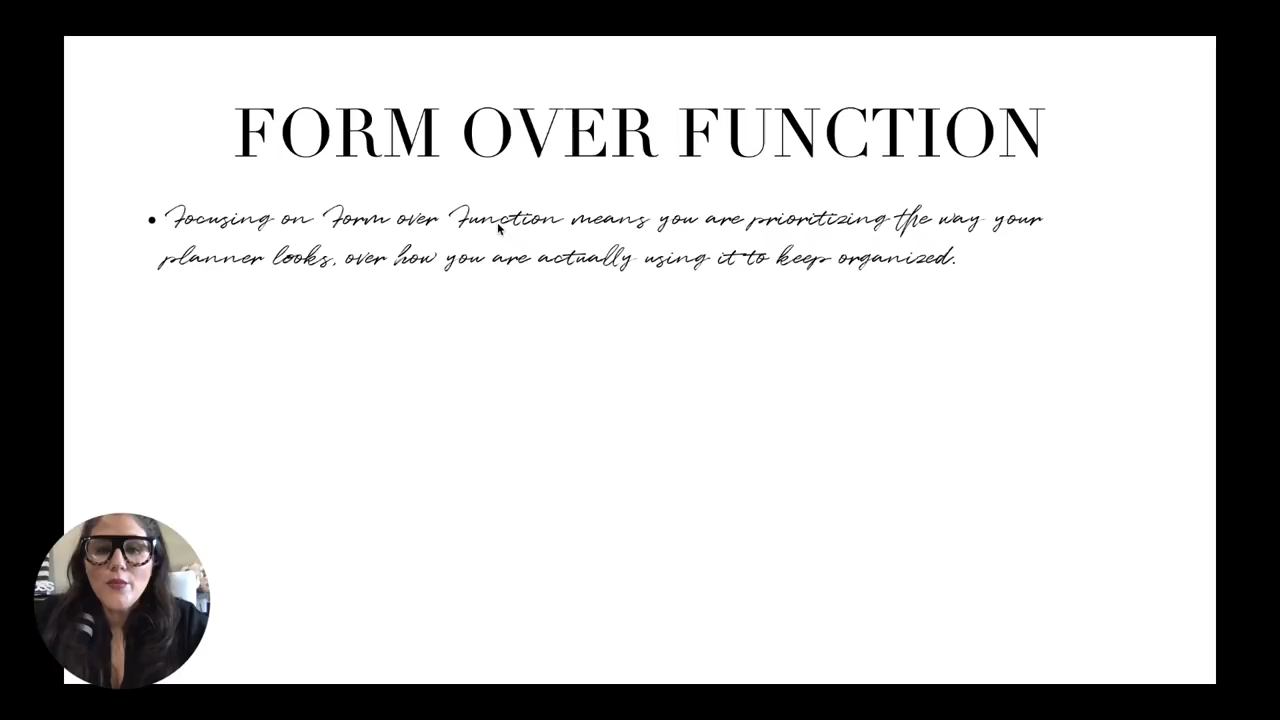 FORM OVER FUNCTION
• Focusing on Form over Function means you are prioritizing the way your
planner looks, over how you are actually using it to keep organized.